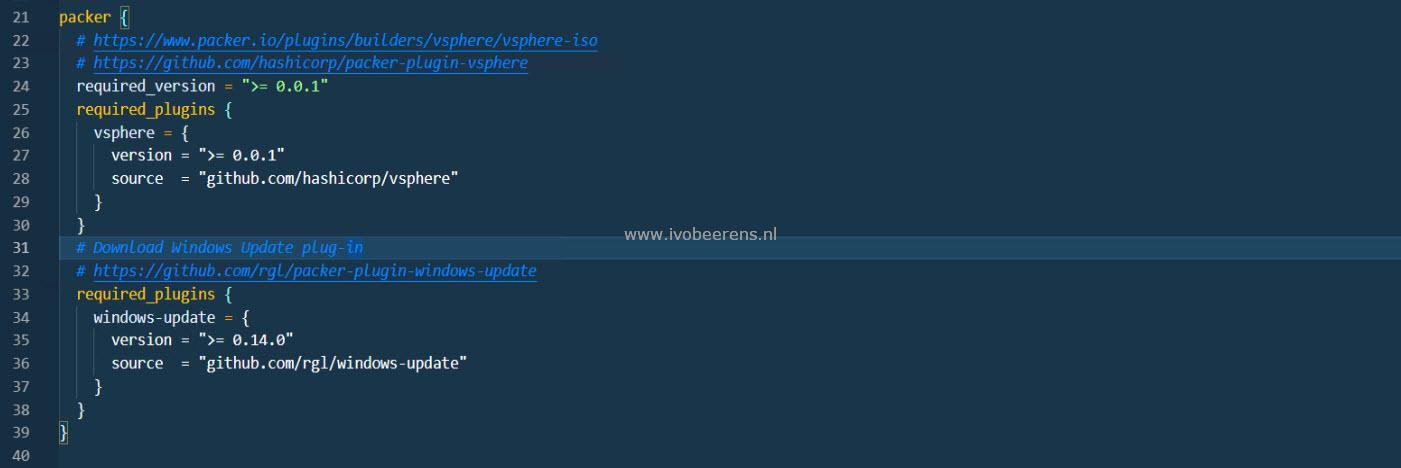 21 packer {
22   # https://www.packer.io/plugins/builders/vsphere/vsphere-iso
23   # https://github.com/hashicorp/packer-plugin-vsphere
24   required_version = ">= 0.0.1"
25   required_plugins {
26     vsphere = {
27       version = ">= 0.0.1"
28       source  = "github.com/hashicorp/vsphere"
29     }
30   }
www.ivobeerens.nl
31   # Download Windows Update plug-in
32   # https://github.com/rgl/packer-plugin-windows-update
33   required_plugins {
34     windows-update = {
35       version = ">= 0.14.0"
36       source  = "github.com/rgl/windows-update"
37     }
38   }
39 }
40